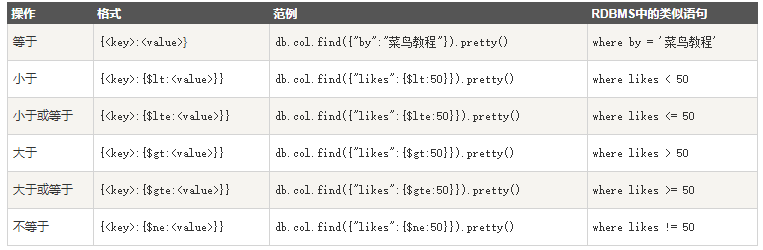 操作 格式 范例 RDBMS中的类似语句
等于 {<key>:<value>} db.col.find({"by":"菜鸟教程"}).pretty() where by = '菜鸟教程'
小于 {<key>:{$lt:<value>}} db.col.find({"likes":{$lt:50}}).pretty() where likes < 50
小于或等于 {<key>:{$lte:<value>}} db.col.find({"likes":{$lte:50}}).pretty() where likes <= 50
大于 {<key>:{$gt:<value>}} db.col.find({"likes":{$gt:50}}).pretty() where likes > 50
大于或等于 {<key>:{$gte:<value>}} db.col.find({"likes":{$gte:50}}).pretty() where likes >= 50
不等于 {<key>:{$ne:<value>}} db.col.find({"likes":{$ne:50}}).pretty() where likes != 50